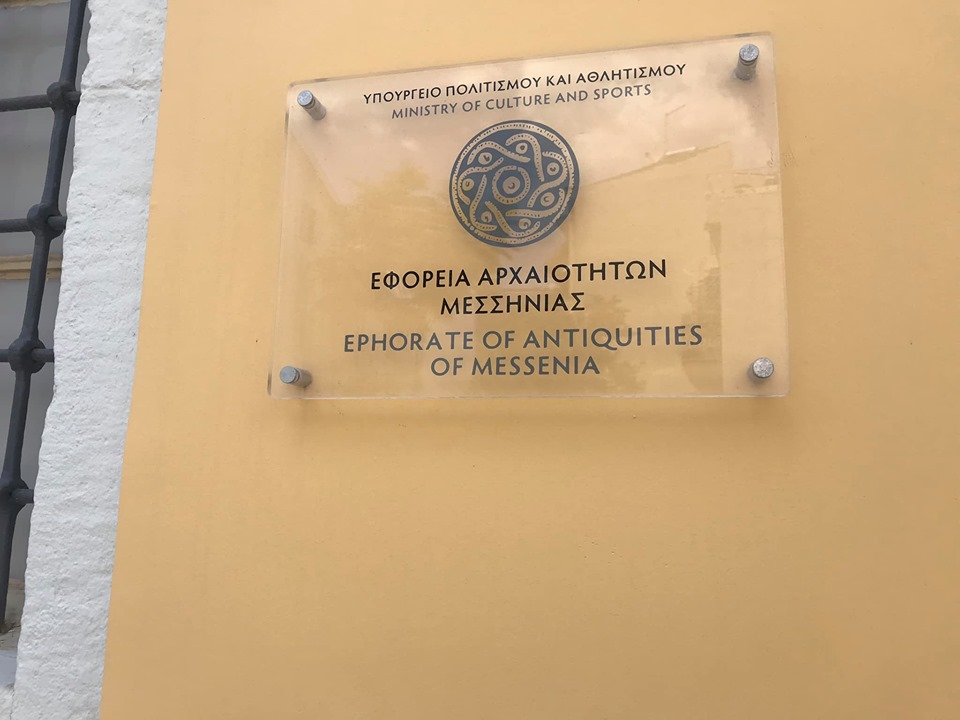 ΥΠΟΥΡΓΕΙΟ ΠΟΛΙΤΙΣΜΟΥ ΚΑΙ ΑΘΛΗΤΙΣΜΟΥ
MINISTRY OF CULTURE AND SPORTS
ΕΦΟΡΕΙΑ ΑΡΧΑΙΟΤΗΤΩΝ
ΜΕΣΣΗΝΙΑΣ
EPHORATE OF ANTIQUITIES
OF MESSENIA